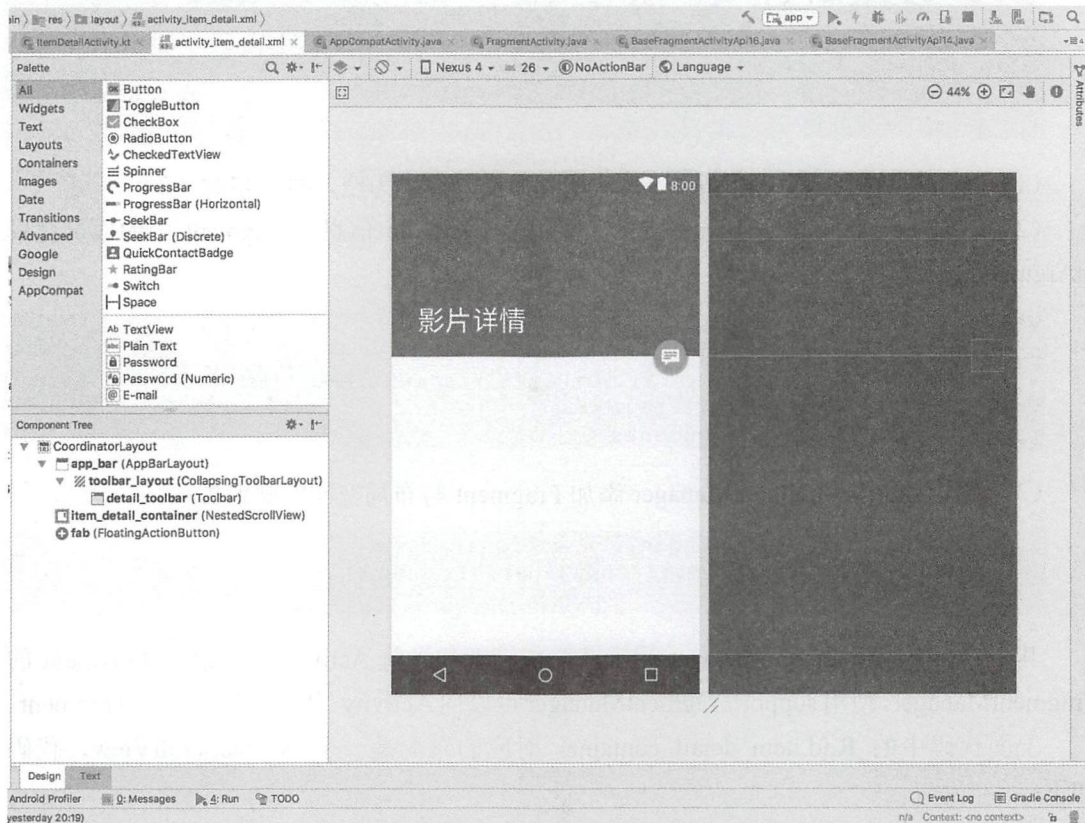 ain ⟩ res ⟩ layout ⟩ activity_item_detail.xml ⟩
app
ItemDetailActivity.kt × activity_item_detail.xml × AppCompatActivity.java × FragmentActivity.java × BaseFragmentActivityApi16.java × BaseFragmentActivityApi14.java ×
Palette
Nexus 4 26 NoActionBar Language
44%
Attributes
All
Widgets
Text
Layouts
Containers
Images
Date
Transitions
Advanced
Google
Design
AppCompat
OK Button
ToggleButton
CheckBox
RadioButton
CheckedTextView
Spinner
ProgressBar
ProgressBar (Horizontal)
SeekBar
SeekBar (Discrete)
QuickContactBadge
RatingBar
Switch
Space
Ab TextView
abc Plain Text
Password
Password (Numeric)
@ E-mail
8:00
影片详情
Component Tree
CoordinatorLayout
app_bar (AppBarLayout)
toolbar_layout (CollapsingToolbarLayout)
detail_toolbar (Toolbar)
item_detail_container (NestedScrollView)
fab (FloatingActionButton)
Design Text
Android Profiler 0: Messages 4: Run TODO
Event Log Gradle Console
yesterday 20:19)
n/a Context: <no context>